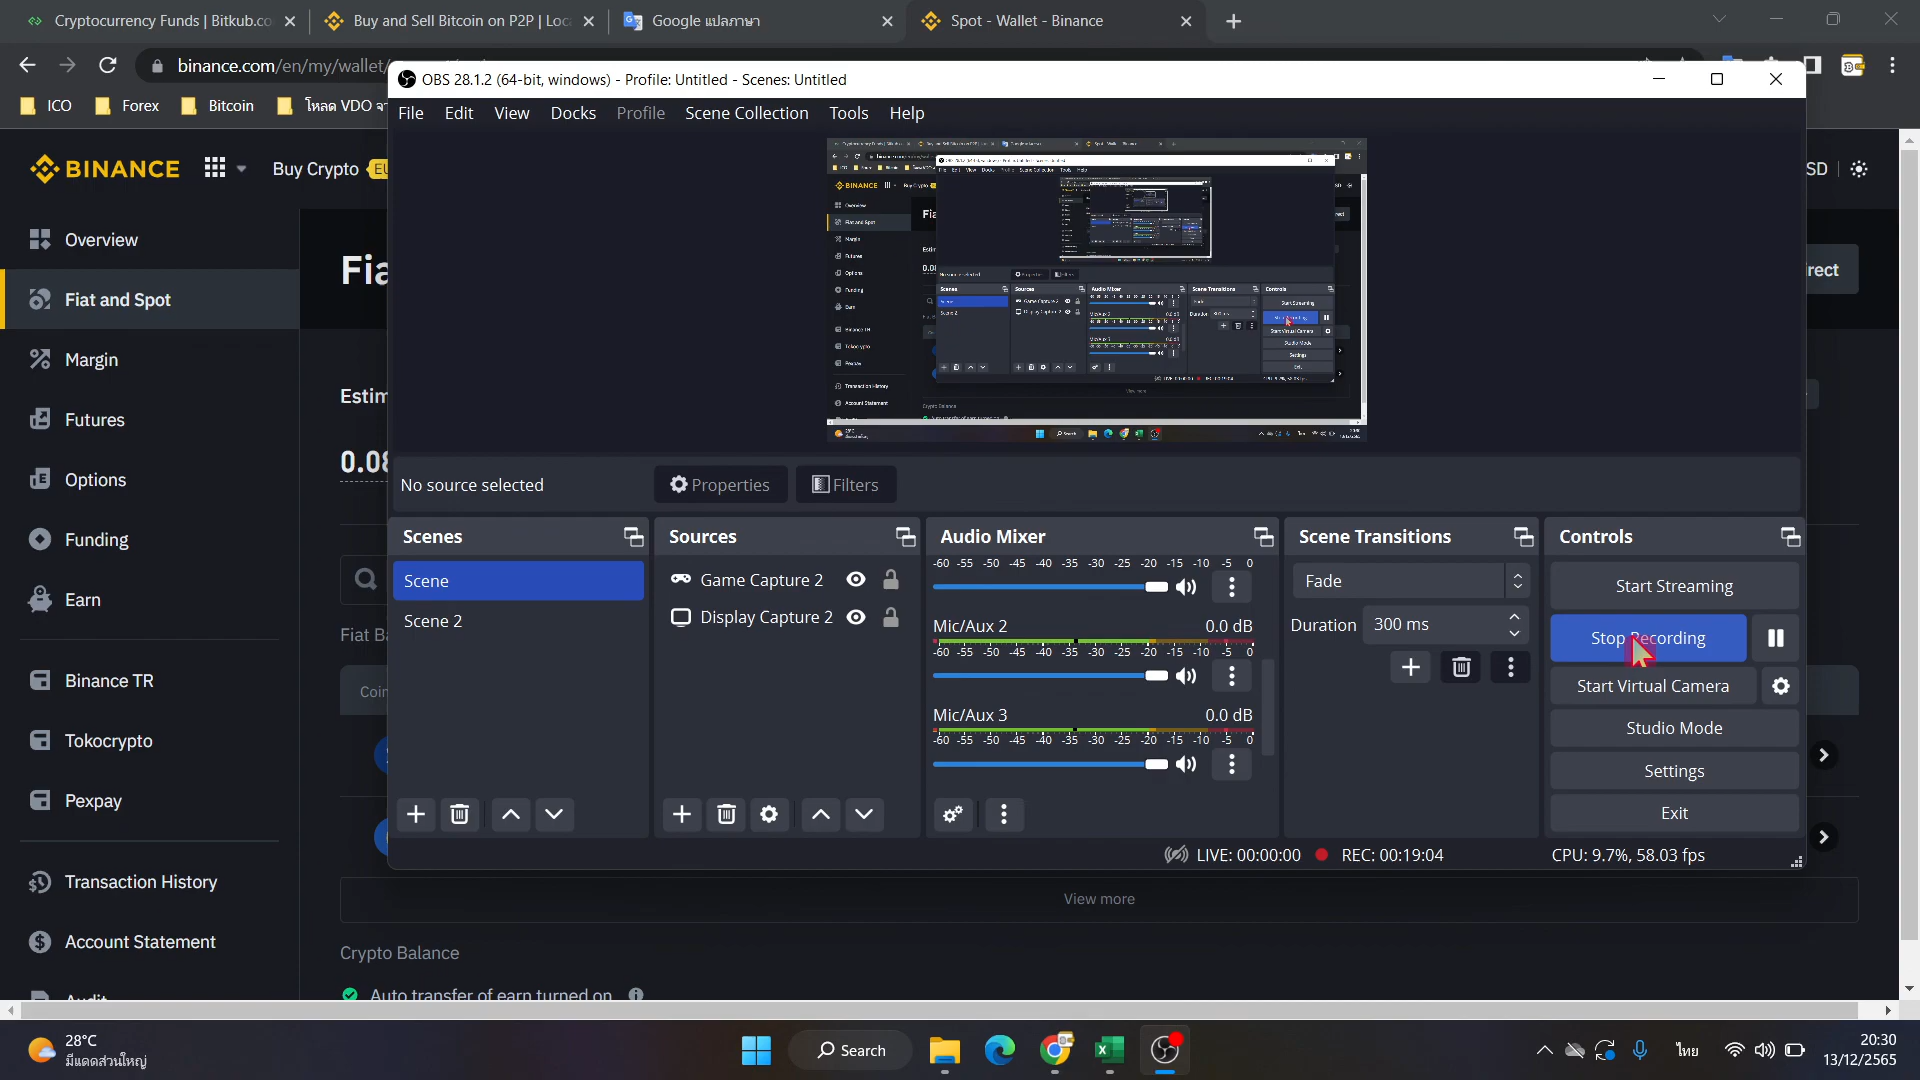 Cryptocurrency Funds | Bitkub.co
Buy and Sell Bitcoin on P2P | Loc
Google แปลภาษา
Spot - Wallet - Binance
binance.com/en/my/wallet/
ICO
Forex
Bitcoin
โหลด VDO จา
OBS 28.1.2 (64-bit, windows) - Profile: Untitled - Scenes: Untitled
File Edit View Docks Profile Scene Collection Tools Help
BINANCE
Buy Crypto
EU
SD
Overview
Fiat and Spot
Margin
Futures
Options
Funding
Earn
Binance TR
Tokocrypto
Pexpay
Transaction History
Account Statement
Audit
Fia
rect
Estim
0.08
Fiat Ba
Coin
No source selected
Properties
Filters
Scenes
Scene
Scene 2
Sources
Game Capture 2
Display Capture 2
Audio Mixer
-60 -55 -50 -45 -40 -35 -30 -25 -20 -15 -10 -5 0
Mic/Aux 2 0.0 dB
-60 -55 -50 -45 -40 -35 -30 -25 -20 -15 -10 -5 0
Mic/Aux 3 0.0 dB
-60 -55 -50 -45 -40 -35 -30 -25 -20 -15 -10 -5 0
Scene Transitions
Fade
Duration 300 ms
Controls
Start Streaming
Stop Recording
Start Virtual Camera
Studio Mode
Settings
Exit
LIVE: 00:00:00 REC: 00:19:04 CPU: 9.7%, 58.03 fps
View more
Crypto Balance
Auto transfer of earn turned on
28°C
มีแดดส่วนใหญ่
Search
ไทย
20:30
13/12/2565